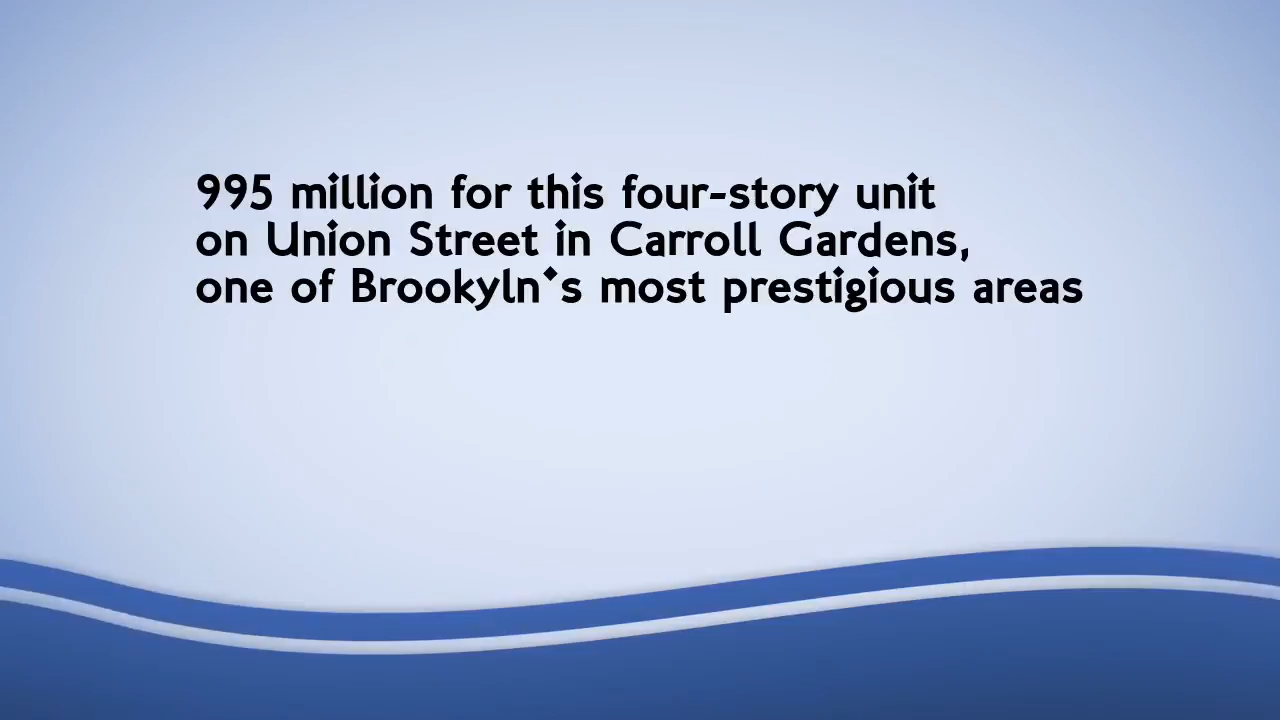 995 million for this four-story unit
on Union Street in Carroll Gardens,
one of Brookyln's most prestigious areas